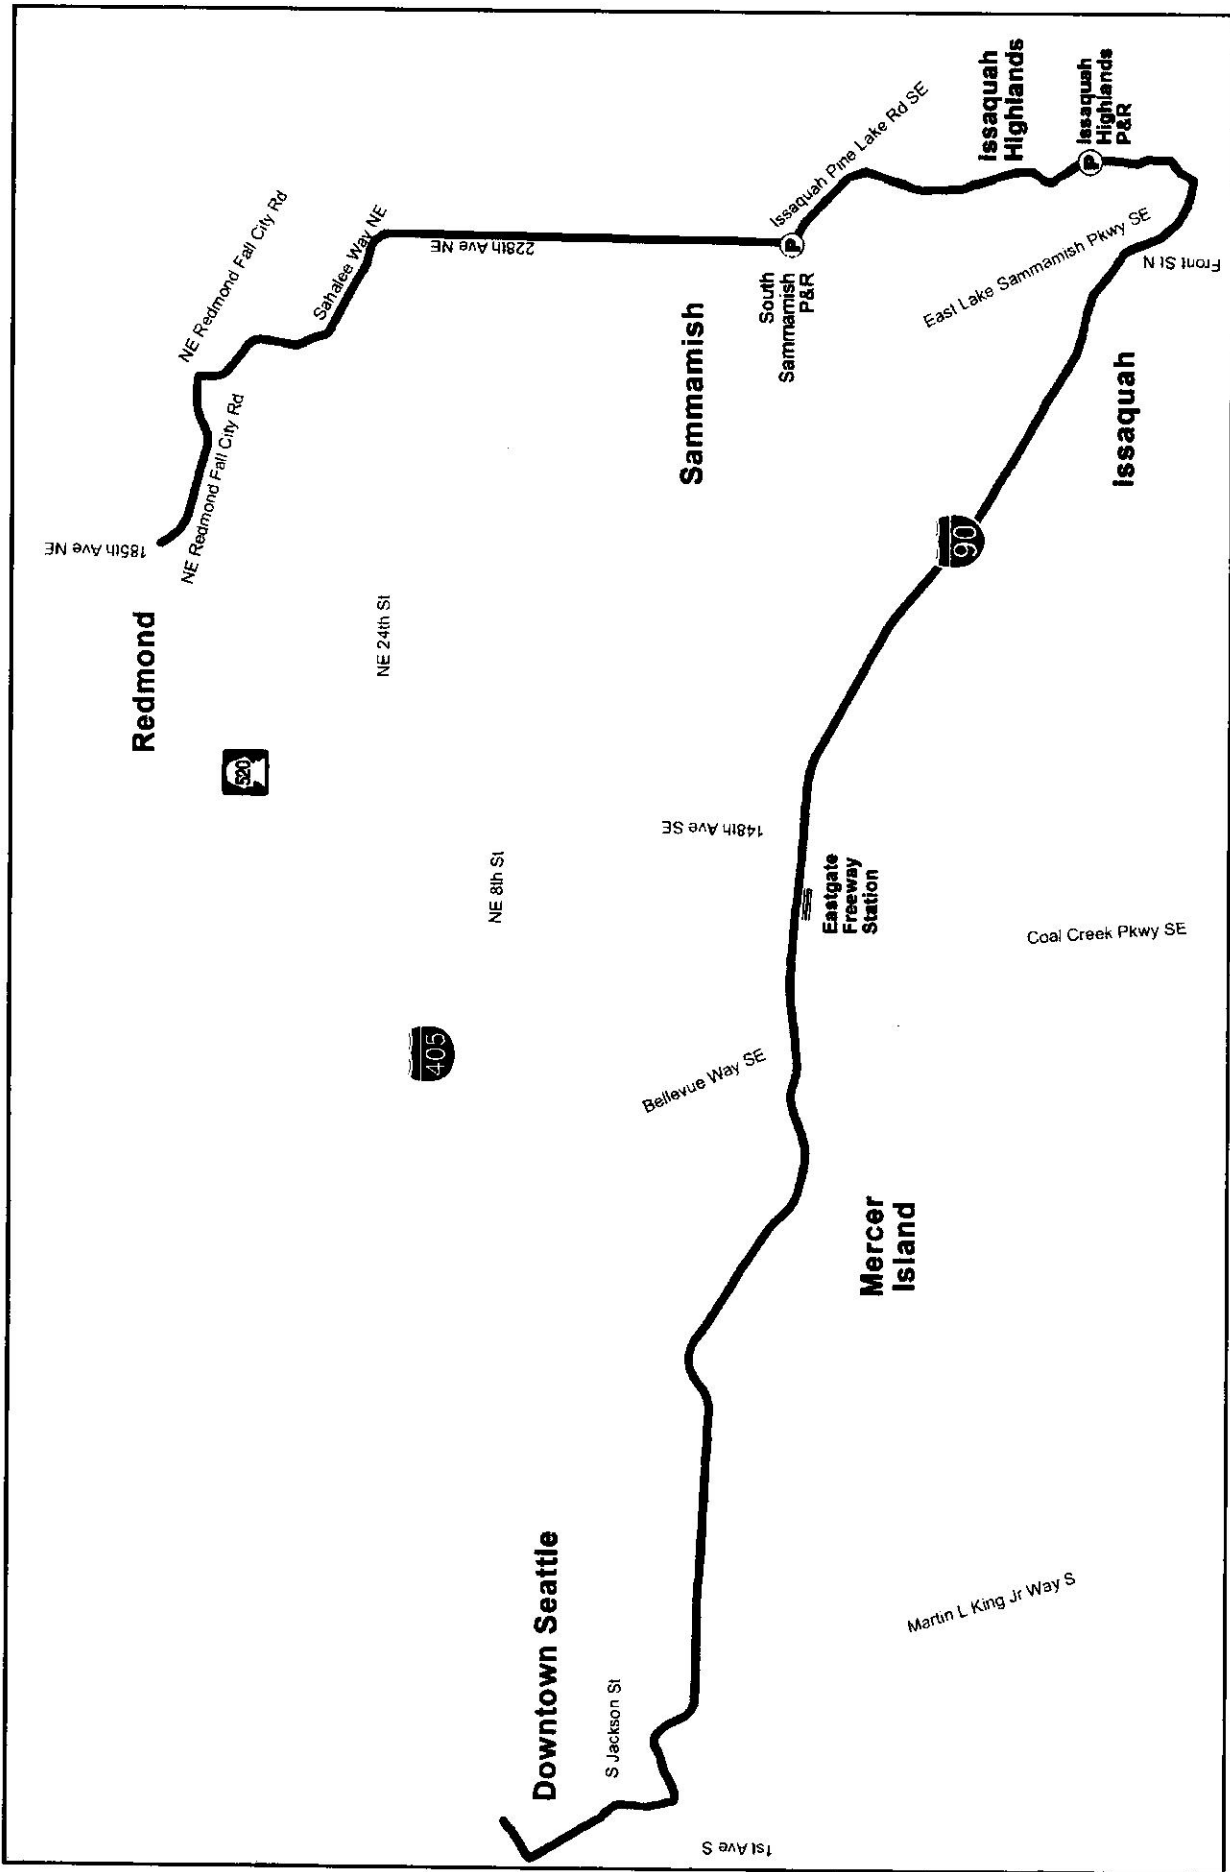 Redmond
185th Ave NE
NE Redmond Fall City Rd
NE Redmond Fall City Rd
Sahalee Way NE
520
NE 24th St
228th Ave NE
405
NE 8th St
Downtown Seattle
S Jackson St
1st Ave S
Bellevue Way SE
148th Ave SE
Sammamish
South
Sammamish
P&R
P
Issaquah Pine Lake Rd SE
Eastgate
Freeway
Station
Mercer
Island
90
East Lake Sammamish Pkwy SE
Issaquah
Highlands
P
Issaquah
Highlands
P&R
Martin L King Jr Way S
Coal Creek Pkwy SE
Issaquah
Front St N